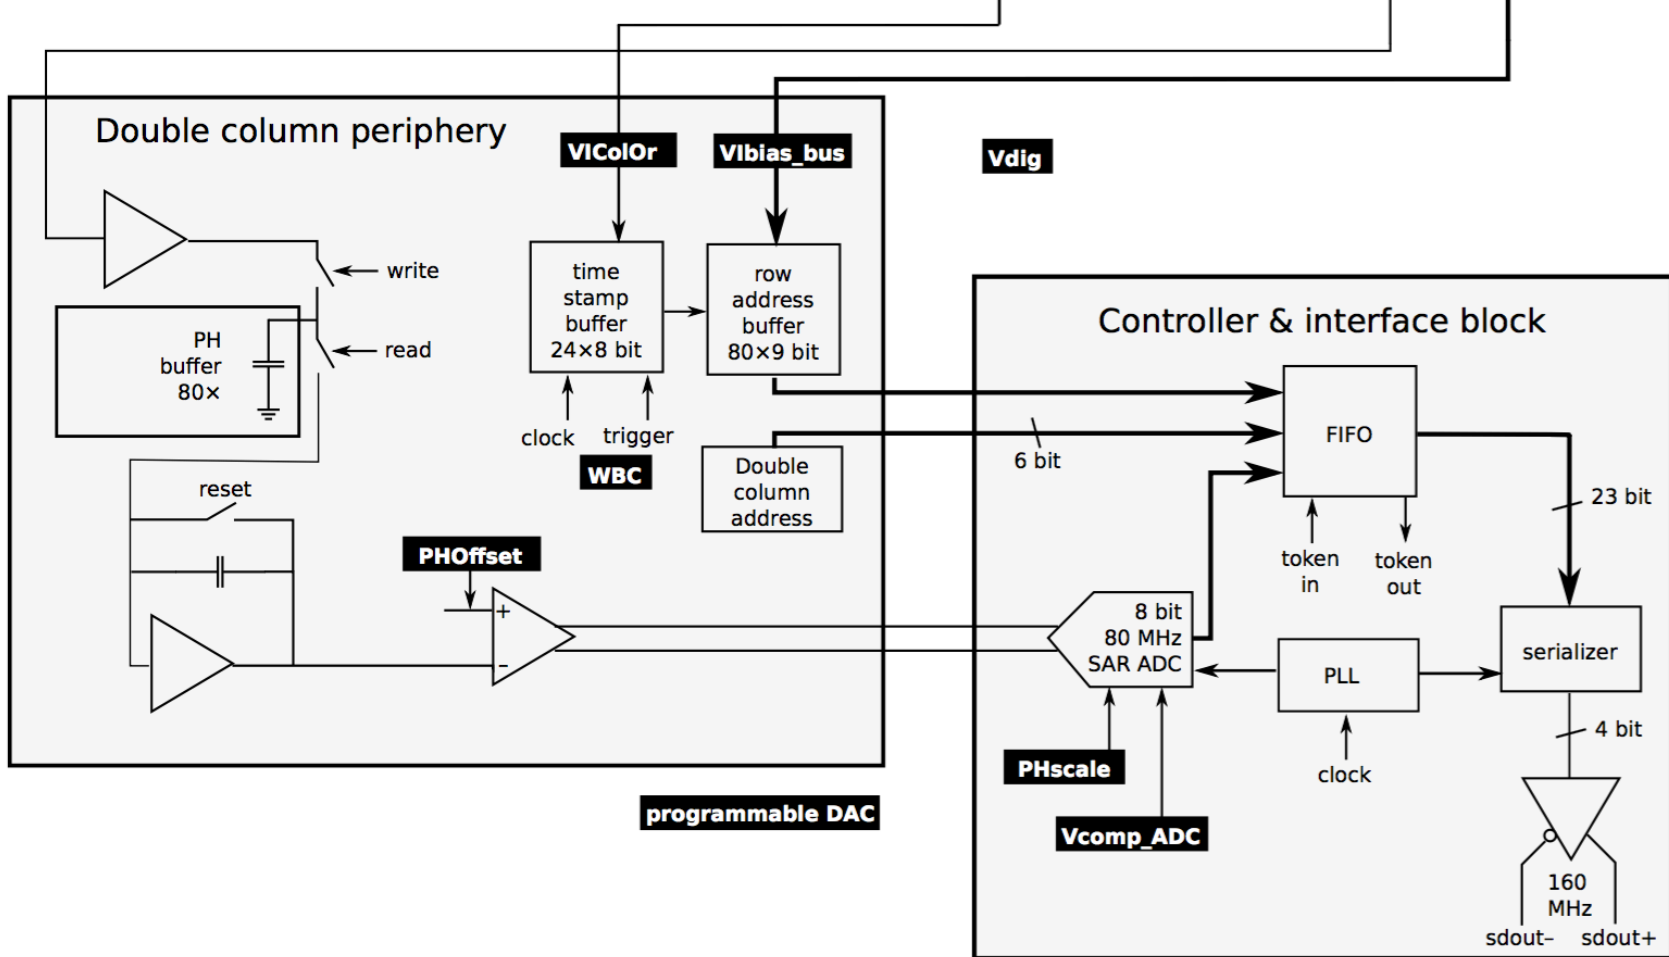 Double column periphery
VIColOr
VIbias_bus
Vdig
write
PH
buffer
80×
read
time
stamp
buffer
24×8 bit
row
address
buffer
80×9 bit
clock
trigger
WBC
Double
column
address
reset
PHOffset
+
–
programmable DAC
Controller & interface block
6 bit
FIFO
23 bit
token
in
token
out
8 bit
80 MHz
SAR ADC
PLL
serializer
PHscale
clock
4 bit
Vcomp_ADC
160
MHz
sdout–
sdout+